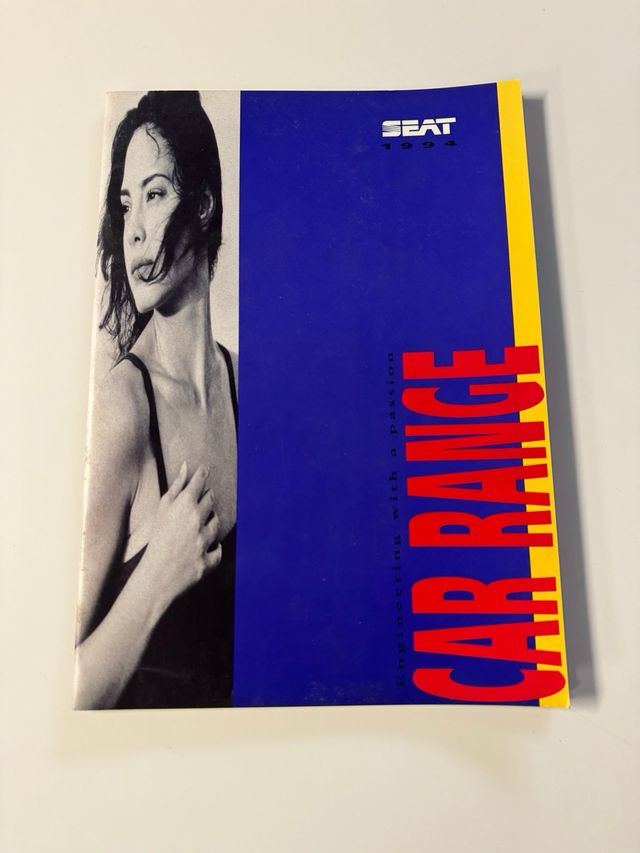 SEAT
1994
Engineering with a passion
CAR RANGE